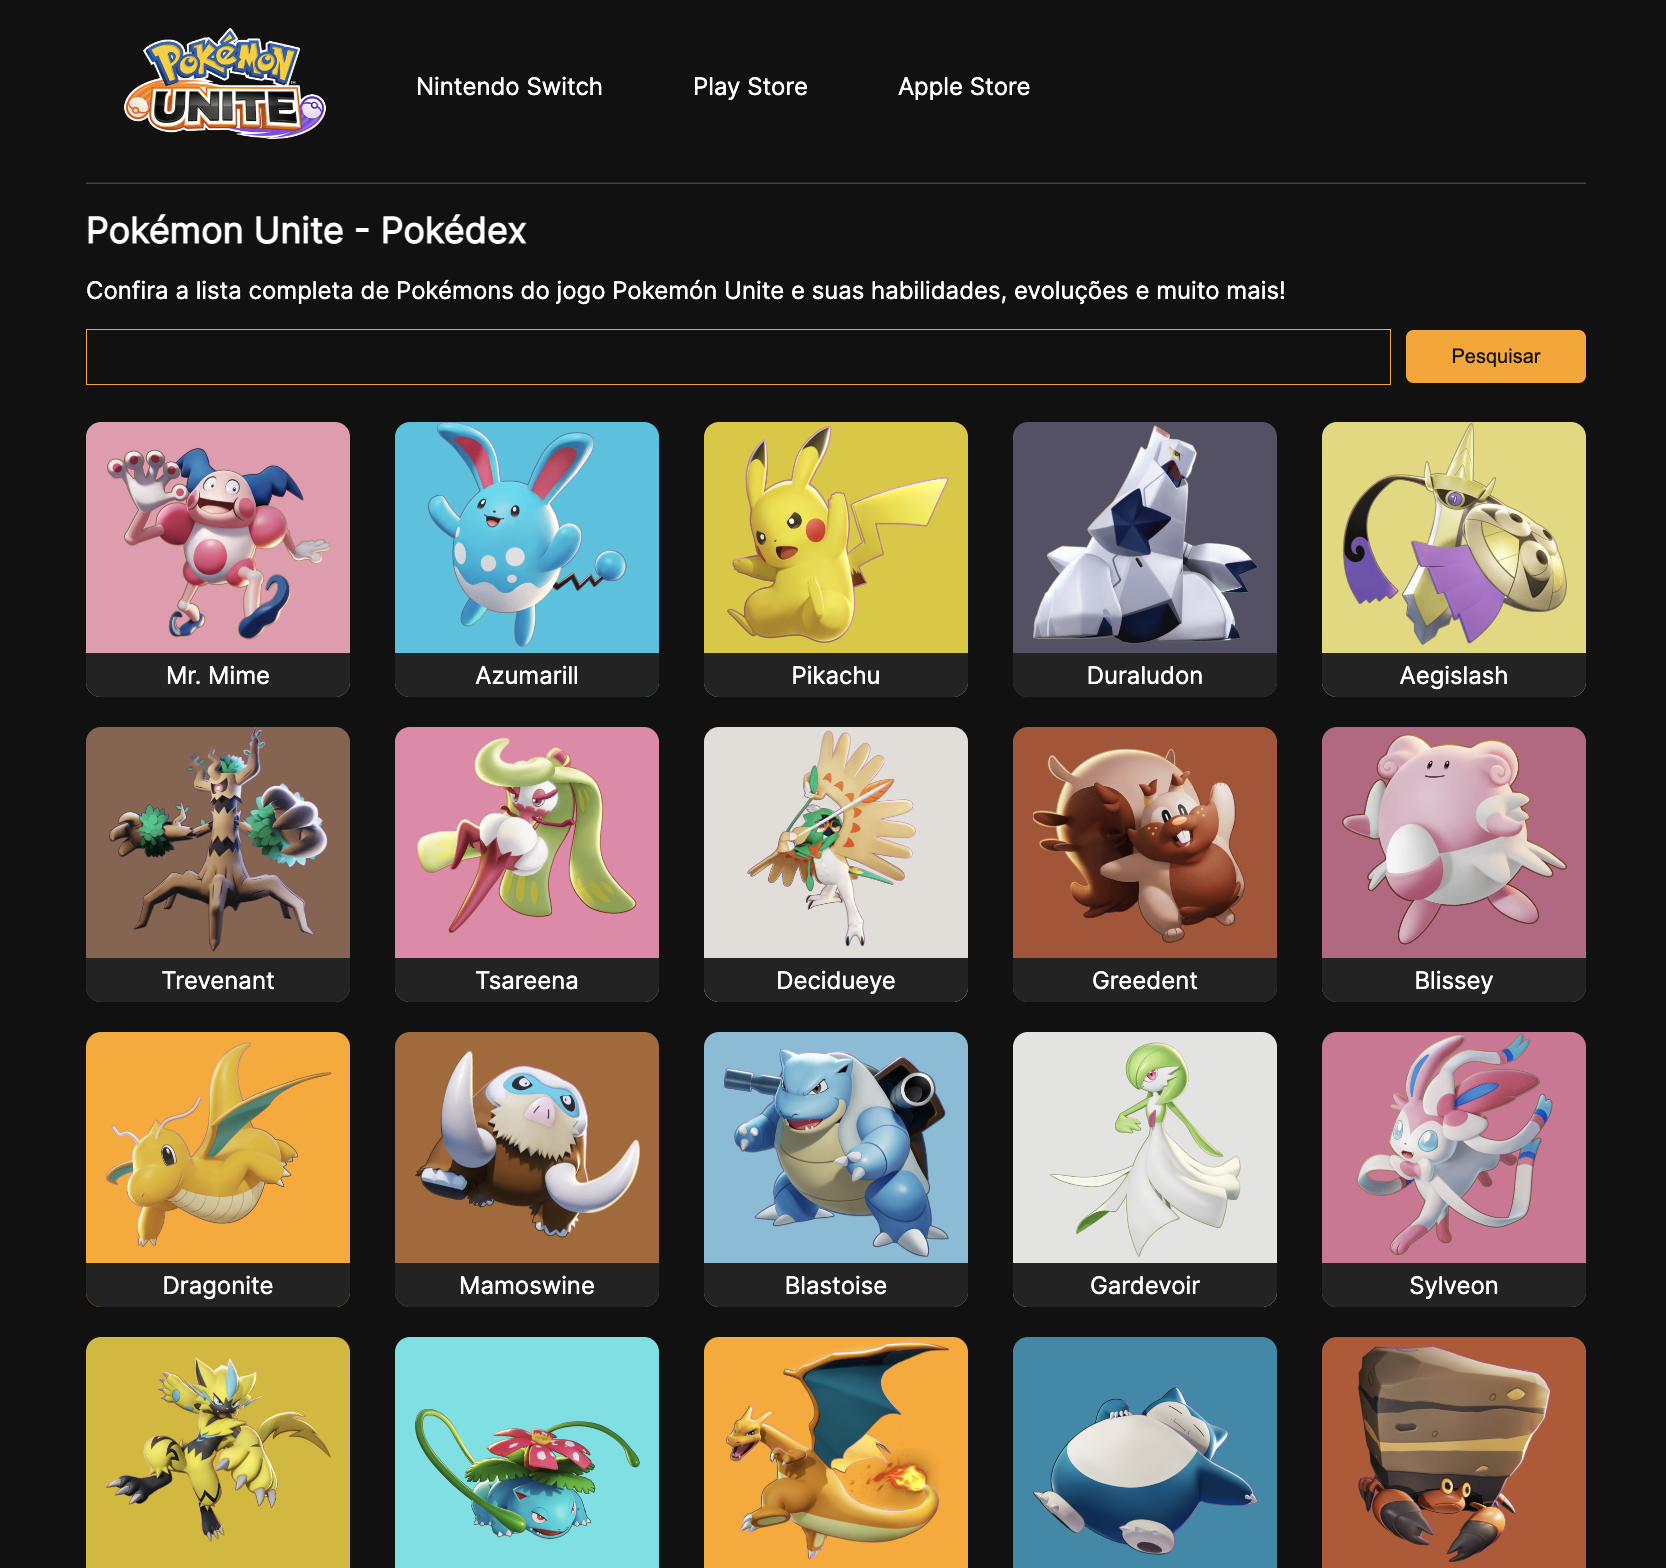 Pokémon
UNITE
Nintendo Switch
Play Store
Apple Store
Pokémon Unite - Pokédex
Confira a lista completa de Pokémons do jogo Pokemón Unite e suas habilidades, evoluções e muito mais!
Pesquisar
Mr. Mime
Azumarill
Pikachu
Duraludon
Aegislash
Trevenant
Tsareena
Decidueye
Greedent
Blissey
Dragonite
Mamoswine
Blastoise
Gardevoir
Sylveon